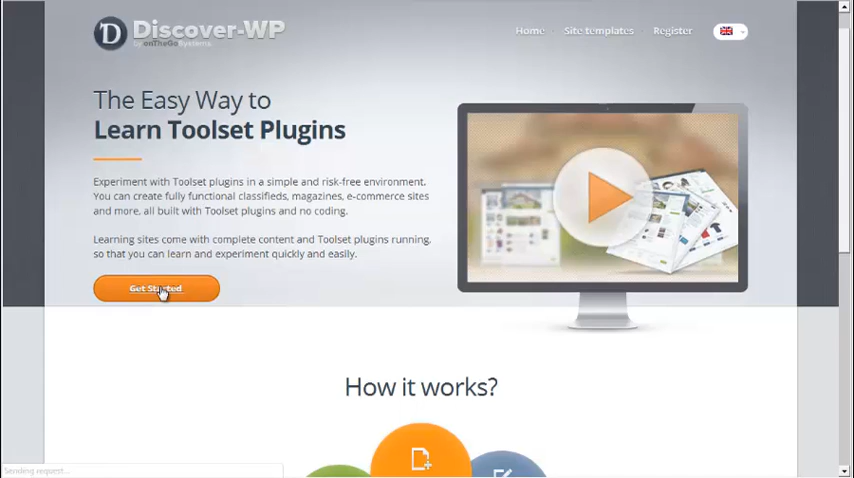 D Discover-WP
by onTheGoSystems
Home
Site templates
Register
The Easy Way to
Learn Toolset Plugins
Experiment with Toolset plugins in a simple and risk-free environment.
You can create fully functional classifieds, magazines, e-commerce sites
and more, all built with Toolset plugins and no coding.
Learning sites come with complete content and Toolset plugins running,
so that you can learn and experiment quickly and easily.
Get Started
How it works?
Sending request...